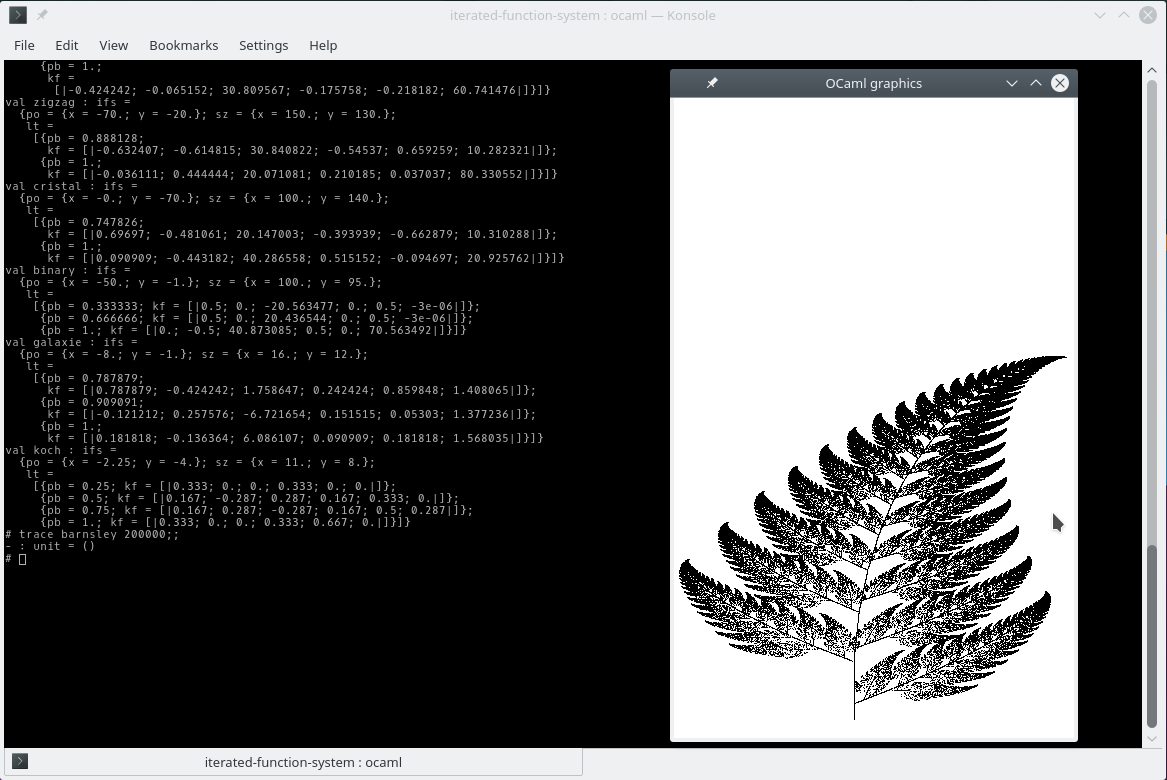 iterated-function-system : ocaml — Konsole
File Edit View Bookmarks Settings Help
{pb = 1.;
kf =
[|-0.424242; -0.065152; 30.809567; -0.175758; -0.218182; 60.741476|]}]}
val zigzag : ifs =
{po = {x = -70.; y = -20.}; sz = {x = 150.; y = 130.};
lt =
[{pb = 0.888128;
kf = [|-0.632407; -0.614815; 30.840822; -0.54537; 0.659259; 10.282321|]};
{pb = 1.;
kf = [|-0.036111; 0.444444; 20.071081; 0.210185; 0.037037; 80.330552|]}]}
val cristal : ifs =
{po = {x = -0.; y = -70.}; sz = {x = 100.; y = 140.};
lt =
[{pb = 0.747826;
kf = [|0.69697; -0.481061; 20.147003; -0.393939; -0.662879; 10.310288|]};
{pb = 1.;
kf = [|0.090909; -0.443182; 40.286558; 0.515152; -0.094697; 20.925762|]}]}
val binary : ifs =
{po = {x = -50.; y = -1.}; sz = {x = 100.; y = 95.};
lt =
[{pb = 0.333333; kf = [|0.5; 0.; -20.563477; 0.; 0.5; -3e-06|]};
{pb = 0.666666; kf = [|0.5; 0.; 20.436544; 0.; 0.5; -3e-06|]};
{pb = 1.; kf = [|0.; -0.5; 40.873085; 0.5; 0.; 70.563492|]}]}
val galaxie : ifs =
{po = {x = -8.; y = -1.}; sz = {x = 16.; y = 12.};
lt =
[{pb = 0.787879;
kf = [|0.787879; -0.424242; 1.758647; 0.242424; 0.859848; 1.408065|]};
{pb = 0.909091;
kf = [|-0.121212; 0.257576; -6.721654; 0.151515; 0.05303; 1.377236|]};
{pb = 1.;
kf = [|0.181818; -0.136364; 6.086107; 0.090909; 0.181818; 1.568035|]}]}
val koch : ifs =
{po = {x = -2.25; y = -4.}; sz = {x = 11.; y = 8.};
lt =
[{pb = 0.25; kf = [|0.333; 0.; 0.; 0.333; 0.; 0.|]};
{pb = 0.5; kf = [|0.167; -0.287; 0.287; 0.167; 0.333; 0.|]};
{pb = 0.75; kf = [|0.167; 0.287; -0.287; 0.167; 0.5; 0.287|]};
{pb = 1.; kf = [|0.333; 0.; 0.; 0.333; 0.667; 0.|]}]}
# trace barnsley 200000;;
- : unit = ()
#
OCaml graphics
iterated-function-system : ocaml